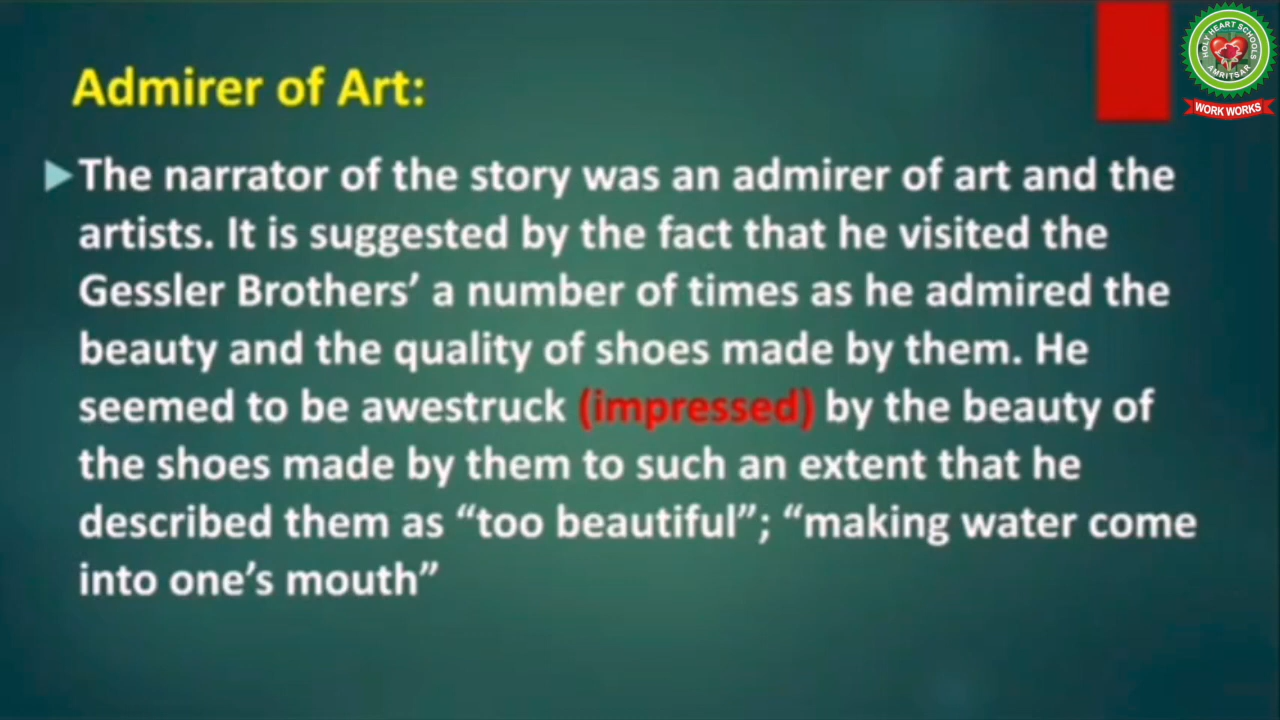 Admirer of Art:
The narrator of the story was an admirer of art and the
artists. It is suggested by the fact that he visited the
Gessler Brothers’ a number of times as he admired the
beauty and the quality of shoes made by them. He
seemed to be awestruck (impressed) by the beauty of
the shoes made by them to such an extent that he
described them as “too beautiful”; “making water come
into one’s mouth”
HOLY HEART SCHOOLS
AMRITSAR
WORK WORKS